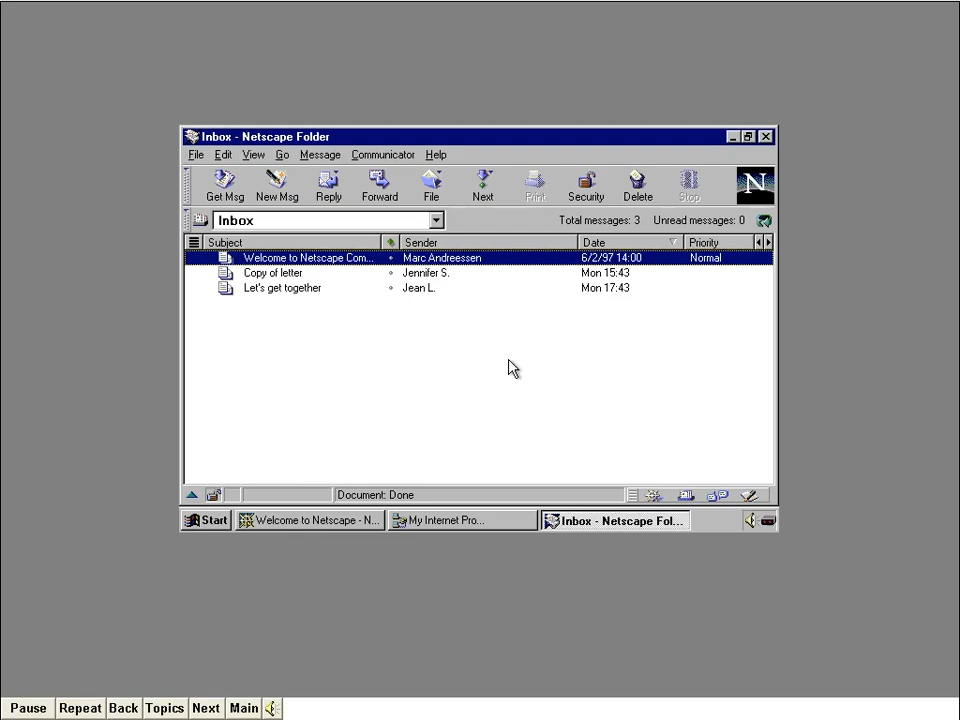 Inbox - Netscape Folder
File Edit View Go Message Communicator Help
Get Msg New Msg Reply Forward File Next Print Security Delete Stop
N
Inbox Total messages: 3 Unread messages: 0
Subject Sender Date Priority
Welcome to Netscape Com... Marc Andreessen 6/2/97 14:00 Normal
Copy of letter Jennifer S. Mon 15:43
Let's get together Jean L. Mon 17:43
Document: Done
Start Welcome to Netscape - N... My Internet Pro... Inbox - Netscape Fol...
Pause Repeat Back Topics Next Main